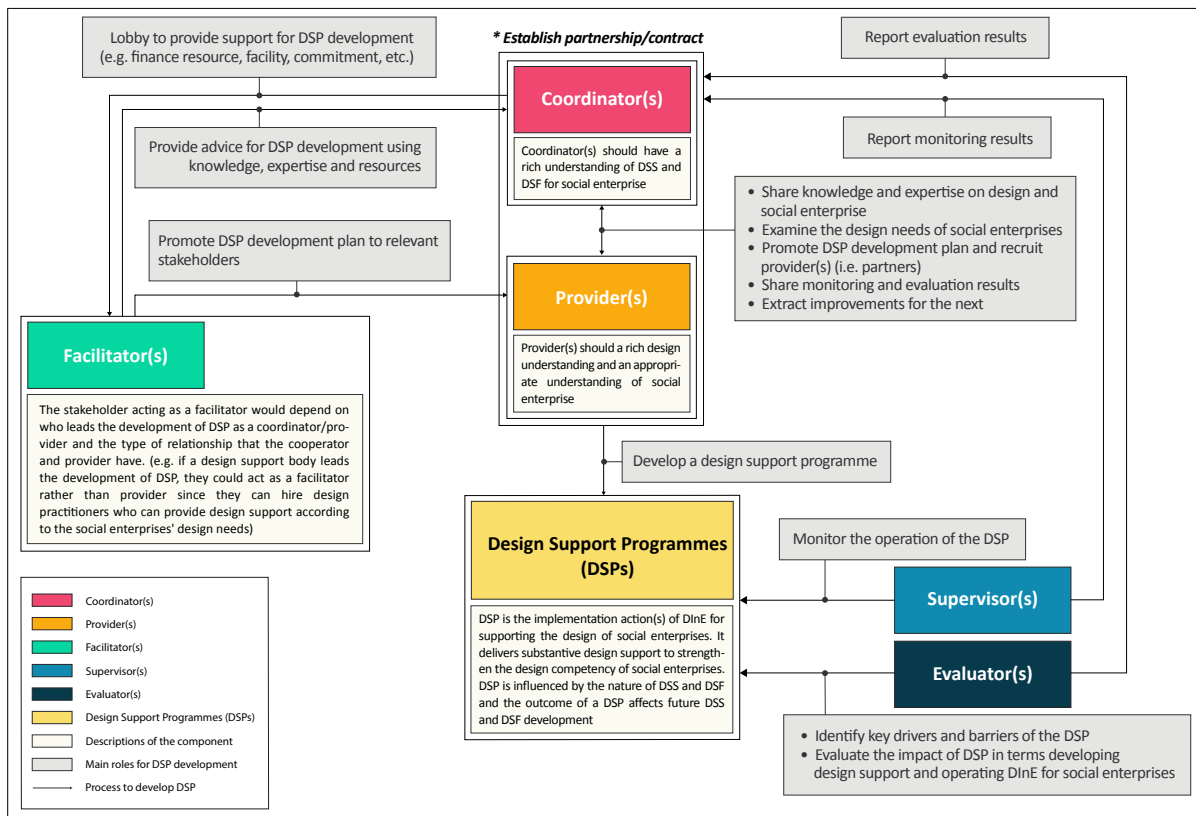 Lobby to provide support for DSP development
(e.g. finance resource, facility, commitment, etc.)
* Establish partnership/contract
Report evaluation results
Coordinator(s)
Provide advice for DSP development using
knowledge, expertise and resources
Report monitoring results
Coordinator(s) should have a
rich understanding of DSS and
DSF for social enterprise
• Share knowledge and expertise on design and
social enterprise
• Examine the design needs of social enterprises
• Promote DSP development plan and recruit
provider(s) (i.e. partners)
• Share monitoring and evaluation results
• Extract improvements for the next
Promote DSP development plan to relevant
stakeholders
Provider(s)
Provider(s) should a rich design
understanding and an appropri-
ate understanding of social
enterprise
Facilitator(s)
The stakeholder acting as a facilitator would depend on
who leads the development of DSP as a coordinator/pro-
vider and the type of relationship that the cooperator
and provider have. (e.g. if a design support body leads
the development of DSP, they could act as a facilitator
rather than provider since they can hire design
practitioners who can provide design support according
to the social enterprises' design needs)
Develop a design support programme
Design Support Programmes
(DSPs)
DSP is the implementation action(s) of DInE for
supporting the design of social enterprises. It
delivers substantive design support to strength-
en the design competency of social enterprises.
DSP is influenced by the nature of DSS and DSF
and the outcome of a DSP affects future DSS
and DSF development
Monitor the operation of the DSP
Supervisor(s)
Evaluator(s)
• Identify key drivers and barriers of the DSP
• Evaluate the impact of DSP in terms developing
design support and operating DInE for social enterprises
Coordinator(s)
Provider(s)
Facilitator(s)
Supervisor(s)
Evaluator(s)
Design Support Programmes (DSPs)
Descriptions of the component
Main roles for DSP development
Process to develop DSP